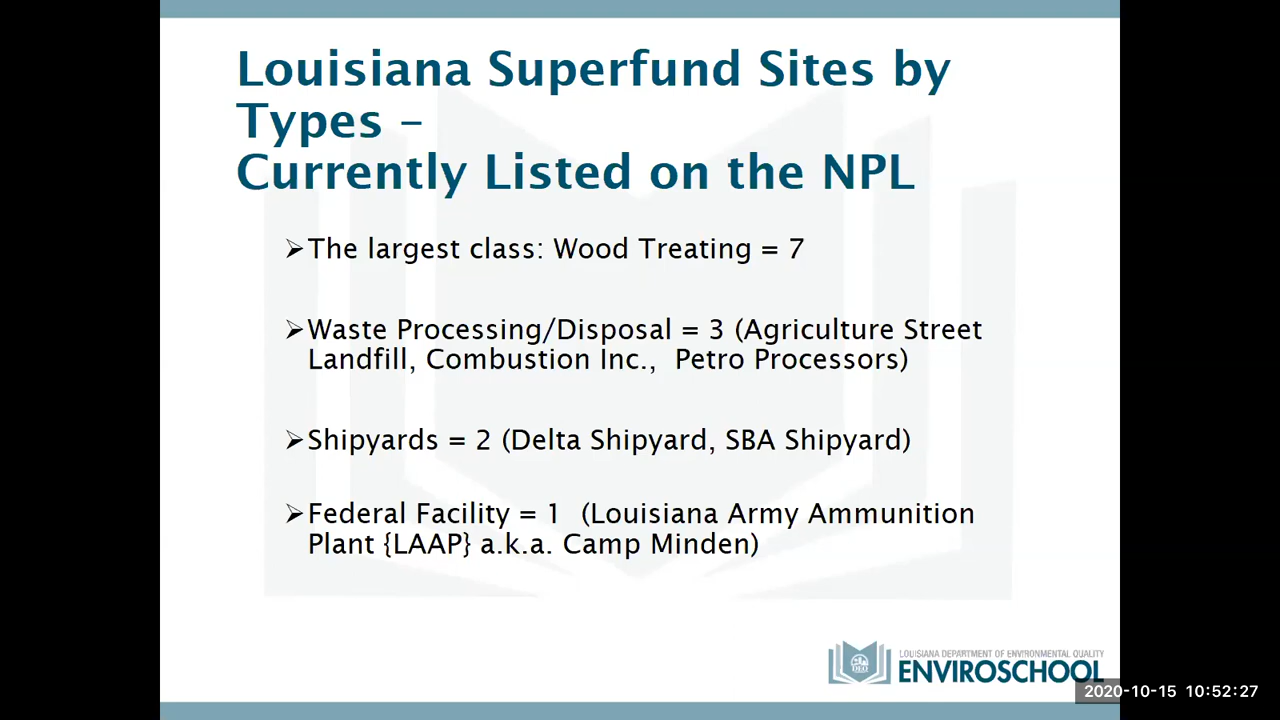 Louisiana Superfund Sites by
Types –
Currently Listed on the NPL
➢The largest class: Wood Treating = 7
➢Waste Processing/Disposal = 3 (Agriculture Street
Landfill, Combustion Inc.,  Petro Processors)
➢Shipyards = 2 (Delta Shipyard, SBA Shipyard)
➢Federal Facility = 1  (Louisiana Army Ammunition
Plant {LAAP} a.k.a. Camp Minden)
LOUISIANA DEPARTMENT OF ENVIRONMENTAL QUALITY
DEQ
ENVIROSCHOOL
2020-10-15 10:52:27